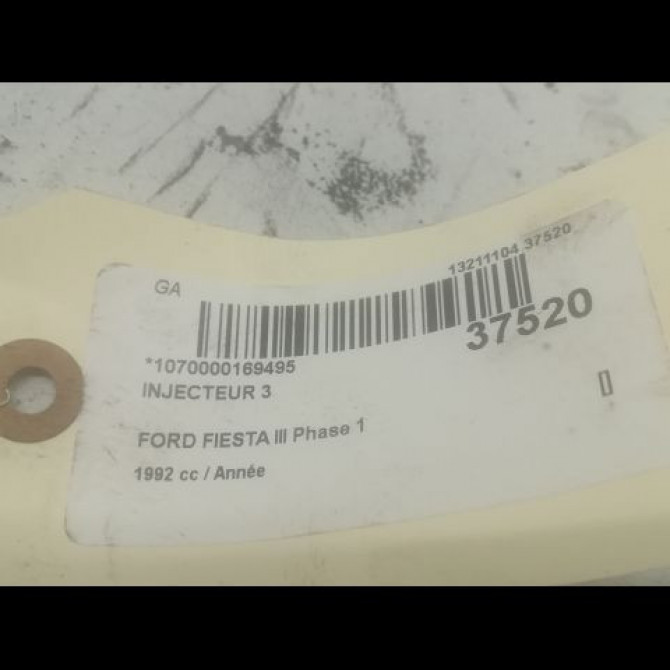 GA
13211104 37520
37520
*1070000169495
INJECTEUR 3
FORD FIESTA III Phase 1
1992 cc / Année